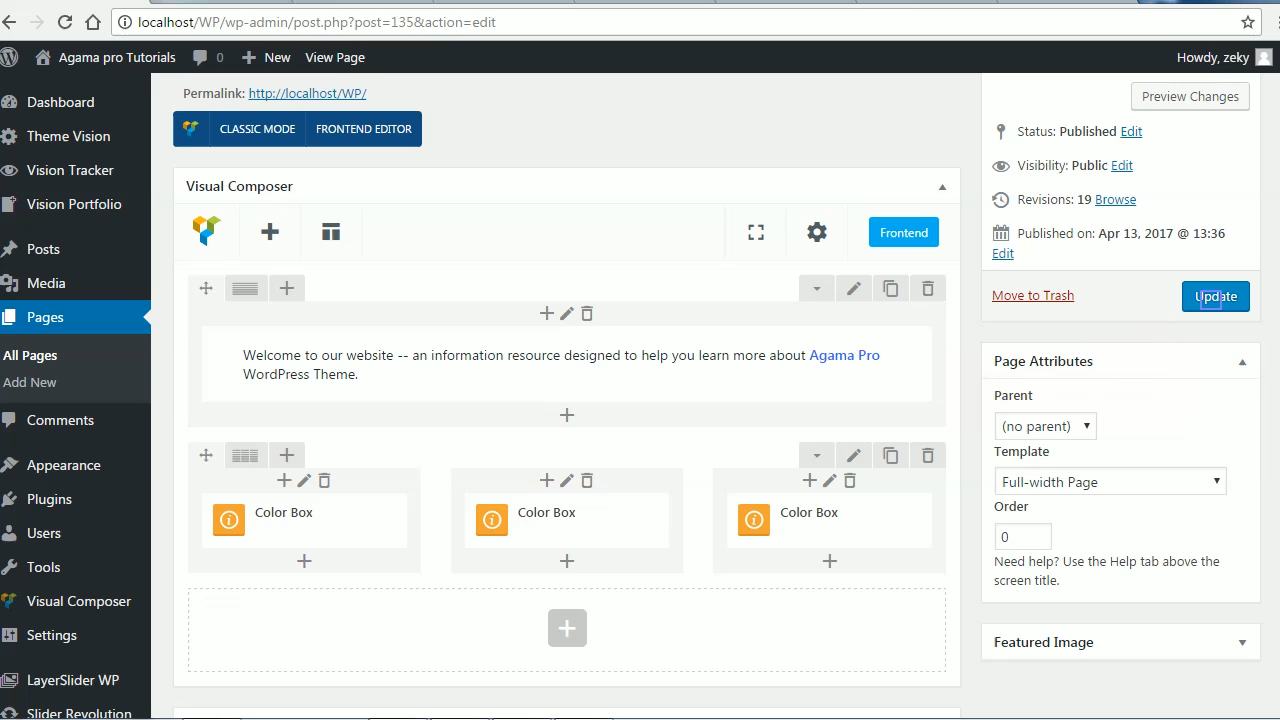 localhost/WP/wp-admin/post.php?post=135&action=edit
Agama pro Tutorials 0 New View Page Howdy, zeky
Dashboard
Theme Vision
Vision Tracker
Vision Portfolio
Posts
Media
Pages
All Pages
Add New
Comments
Appearance
Plugins
Users
Tools
Visual Composer
Settings
LayerSlider WP
Slider Revolution
Permalink: http://localhost/WP/
CLASSIC MODE FRONTEND EDITOR
Visual Composer
Frontend
Welcome to our website -- an information resource designed to help you learn more about Agama Pro
WordPress Theme.
Color Box Color Box Color Box
Preview Changes
Status: Published Edit
Visibility: Public Edit
Revisions: 19 Browse
Published on: Apr 13, 2017 @ 13:36
Edit
Move to Trash Update
Page Attributes
Parent
(no parent)
Template
Full-width Page
Order
0
Need help? Use the Help tab above the
screen title.
Featured Image